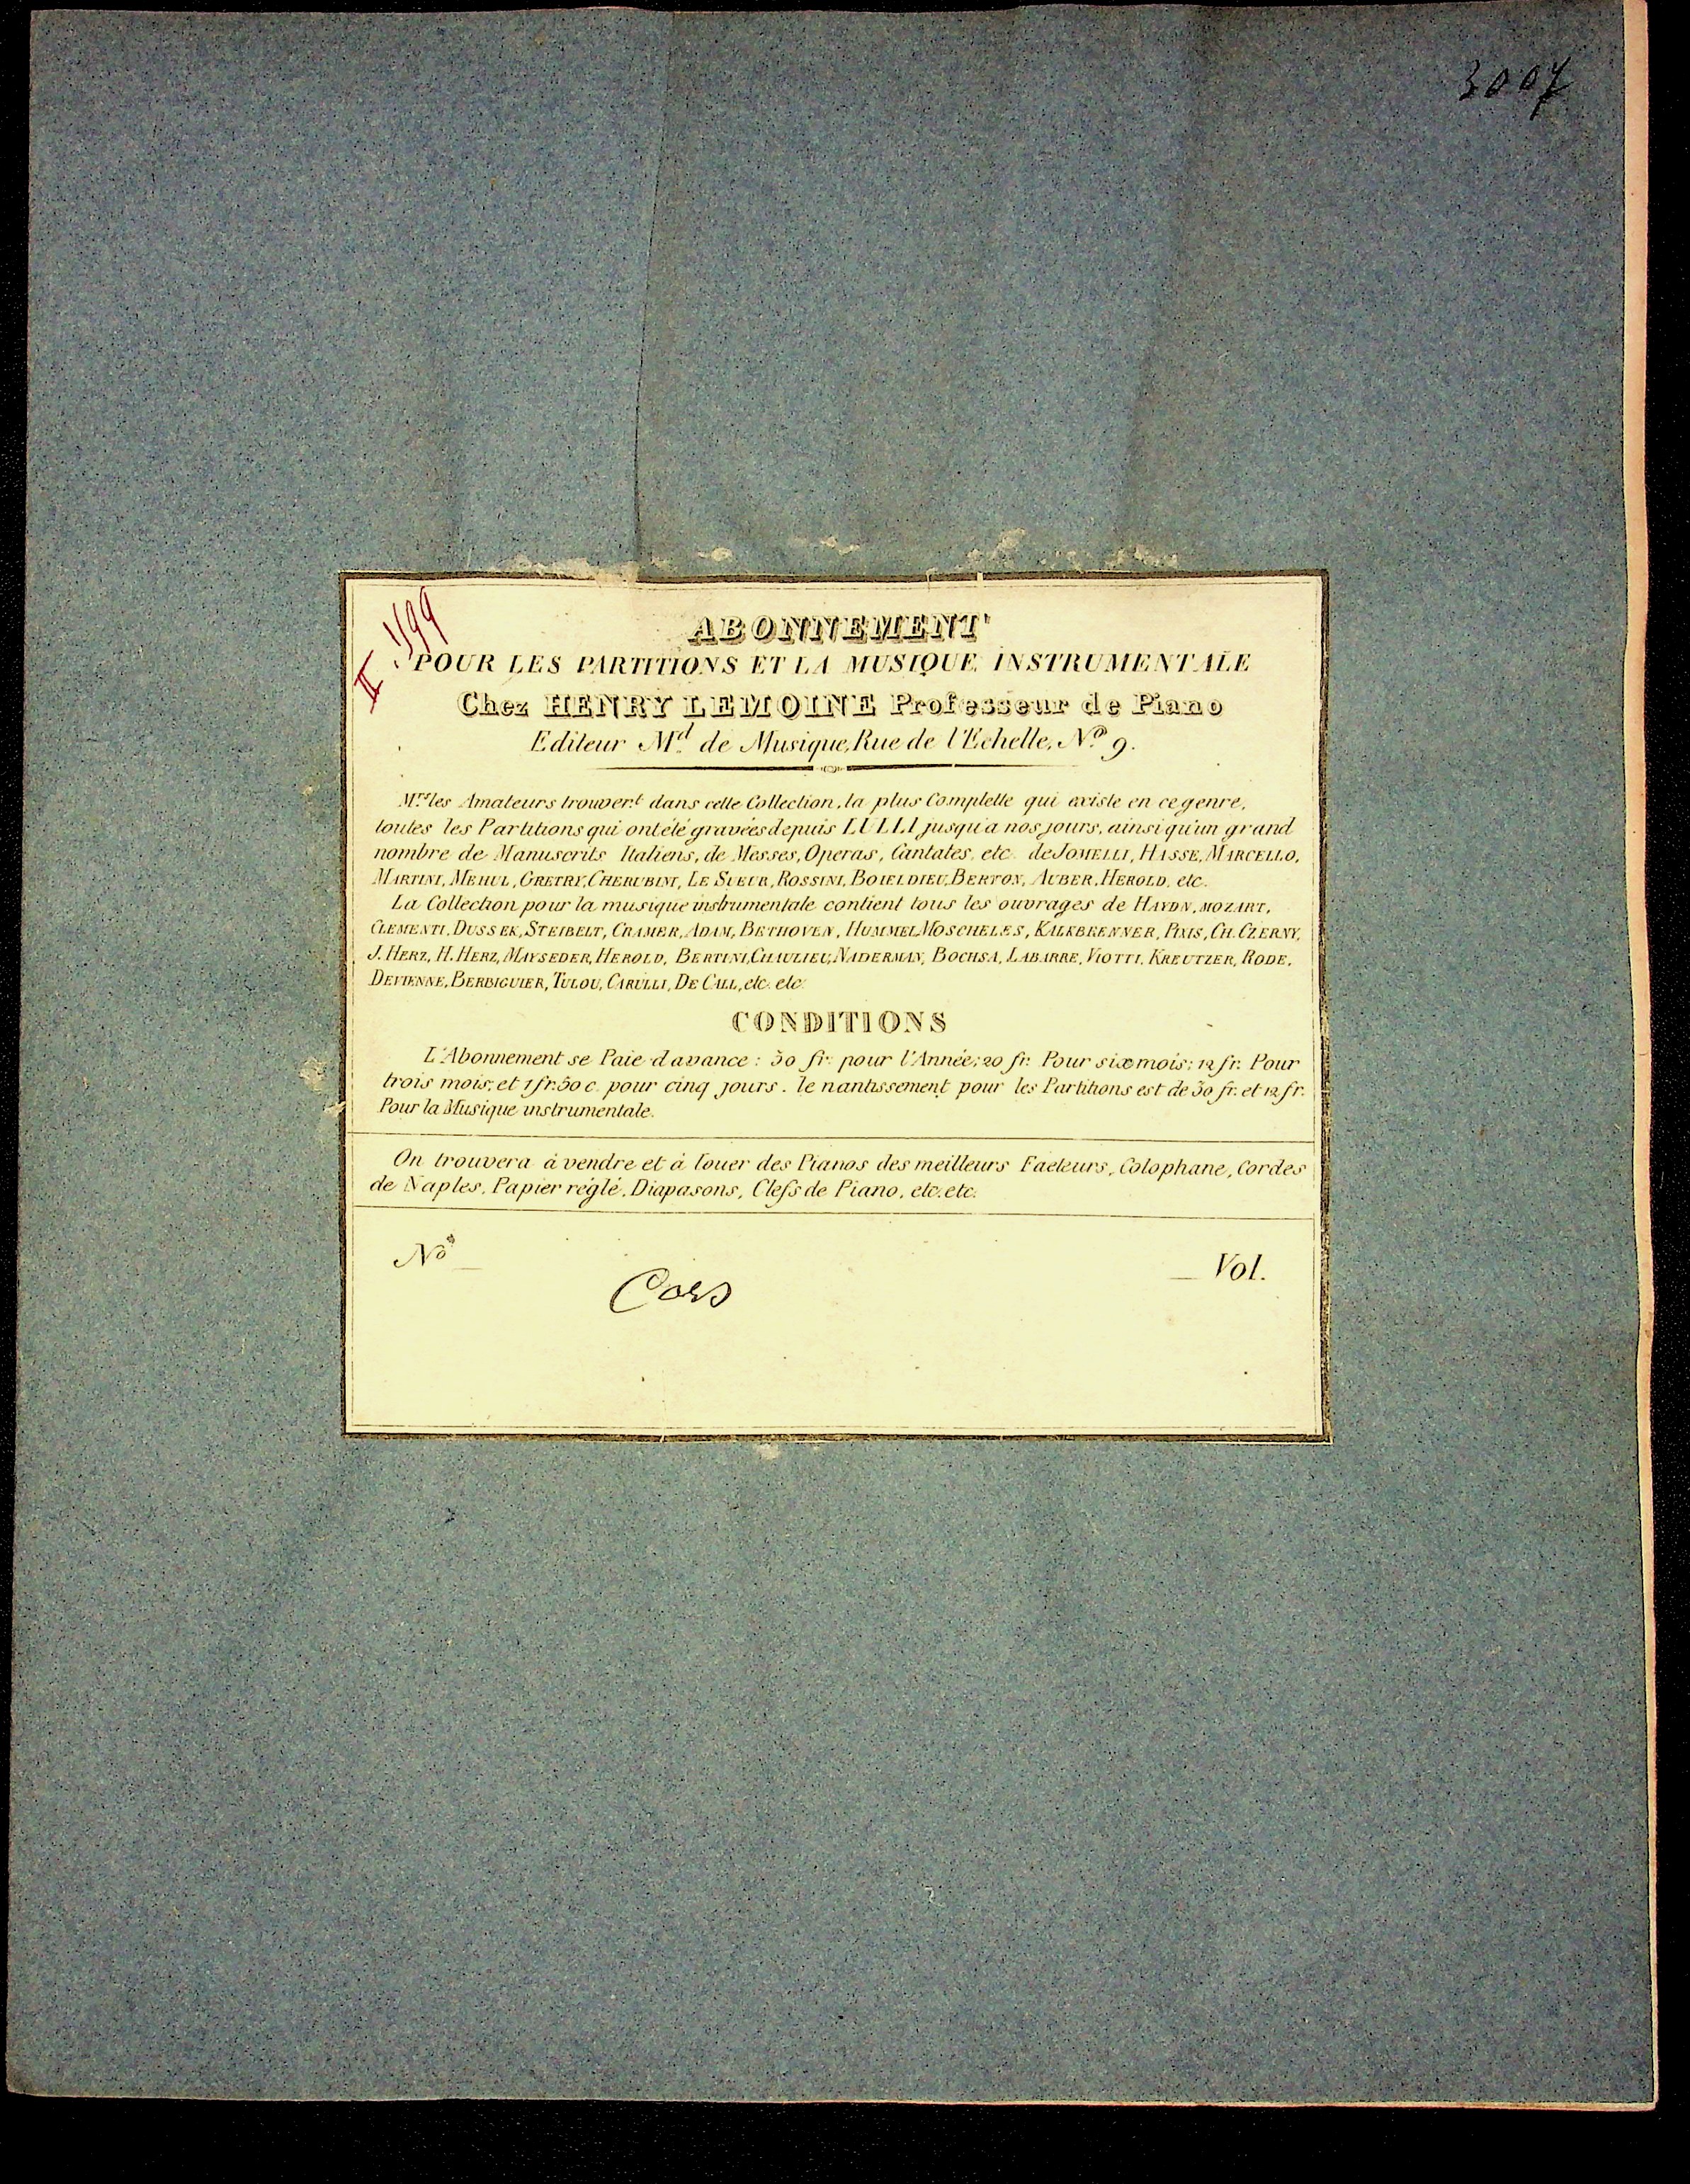 3007
II. 1199
ABONNEMENT
POUR LES PARTITIONS ET LA MUSIQUE INSTRUMENTALE
Chez HENRY LEMOINE Professeur de Piano
Editeur Md. de Musique, Rue de l'Echelle, No. 9.
Mrs les Amateurs trouvent dans cette Collection, la plus Complette qui existe en ce genre,
toutes les Partitions qui ont été gravées depuis LULLI jusqu'a nos jours, ainsi qu'un grand
nombre de Manuscrits Italiens, de Messes, Operas, Cantates, etc. de JOMELLI, HASSE, MARCELLO,
MARTINI, MEHUL, GRETRY, CHERUBINI, LE SUEUR, ROSSINI, BOIELDIEU, BERTON, AUBER, HEROLD, etc.
La Collection pour la musique instrumentale contient tous les ouvrages de HAYDN, MOZART,
CLEMENTI, DUSSEK, STEIBELT, CRAMER, ADAM, BETHOVEN, HUMMEL, MOSCHELES, KALKBRENNER, PIXIS, CH. CZERNY,
J. HERZ, H. HERZ, MAYSEDER, HEROLD, BERTINI, CHAULIEU, NADERMAN, BOCHSA, LABARRE, VIOTTI, KREUTZER, RODE,
DEVIENNE, BERBIGUIER, TULOU, CARULLI, DE CALL, etc. etc.
CONDITIONS
L'Abonnement se Paie d'avance: 30 fr. pour l'Année; 20 fr. Pour six mois; 12 fr. Pour
trois mois; et 1 fr. 50 c. pour cinq jours. le nantissement pour les Partitions est de 30 fr. et 12 fr.
Pour la Musique instrumentale.
On trouvera à vendre et à louer des Pianos des meilleurs Facteurs, Colophane, Cordes
de Naples, Papier réglé, Diapasons, Clefs de Piano, etc. etc.
No
Vol.
Cors